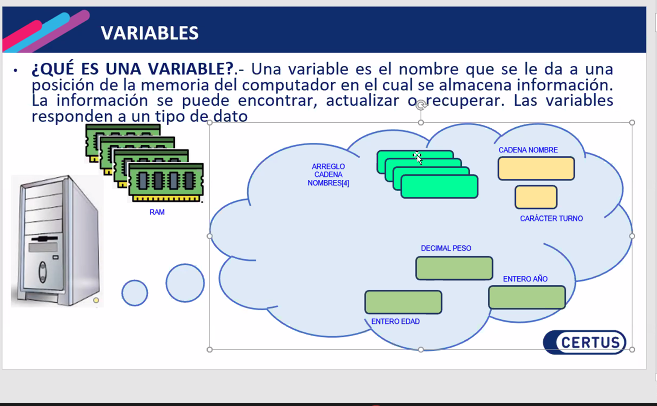 VARIABLES
• ¿QUÉ ES UNA VARIABLE?.- Una variable es el nombre que se le da a una
posición de la memoria del computador en el cual se almacena información.
La información se puede encontrar, actualizar o recuperar. Las variables
responden a un tipo de dato
ARREGLO
CADENA
NOMBRES[4]
CADENA NOMBRE
CARÁCTER TURNO
RAM
DECIMAL PESO
ENTERO AÑO
ENTERO EDAD
CERTUS